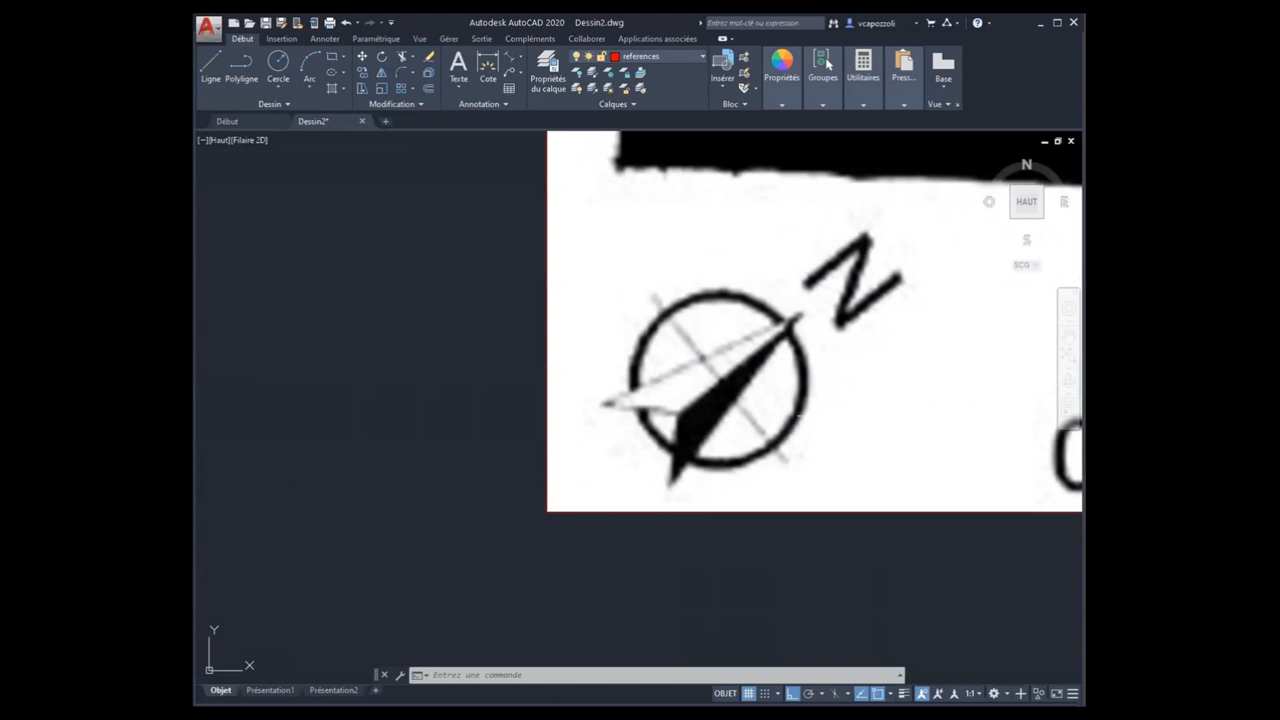 Autodesk AutoCAD 2020 Dessin2.dwg
Entrez mot-clé ou expression
vcapozzoli
Début Insertion Annoter Paramétrique Vue Gérer Sortie Compléments Collaborer Applications associées
references
Ligne Polyligne Cercle Arc Texte Cote Propriétés du calque Insérer Propriétés Groupes Utilitaires Press... Base
Dessin Modification Annotation Calques Bloc Vue
Début Dessin2*
[−][Haut][Filaire 2D]
N
O HAUT E
S
SCG
N
Y
X
Entrez une commande
Objet Présentation1 Présentation2 +
OBJET 1:1